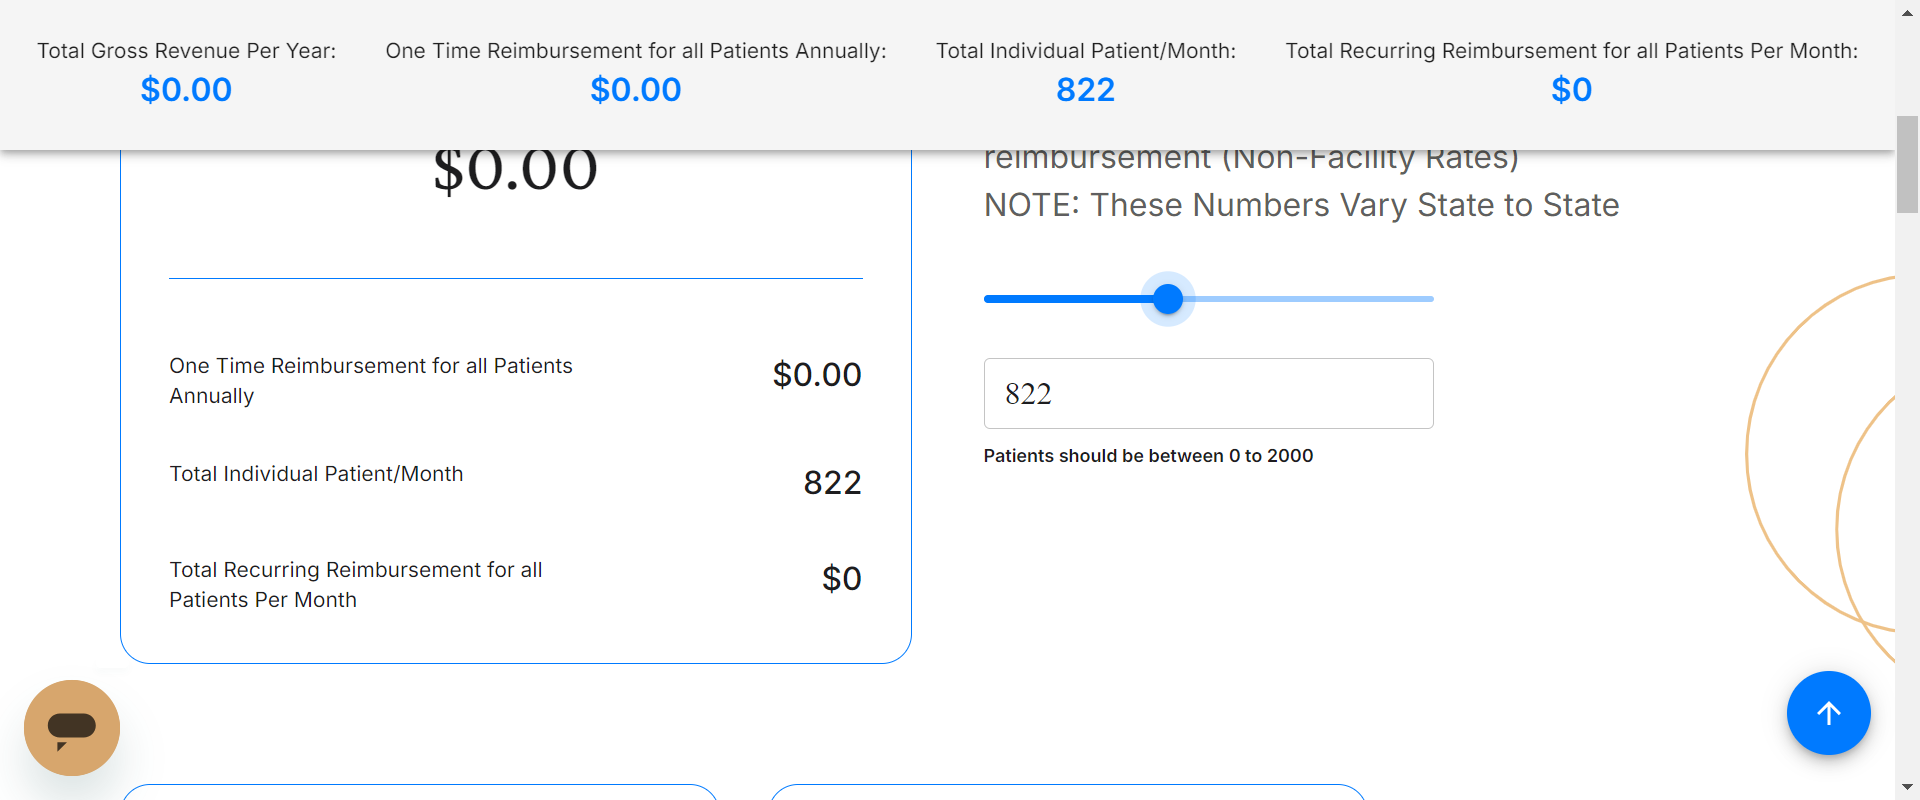 Total Gross Revenue Per Year:
$0.00
One Time Reimbursement for all Patients Annually:
$0.00
Total Individual Patient/Month:
822
Total Recurring Reimbursement for all Patients Per Month:
$0
$0.00
One Time Reimbursement for all Patients
Annually
$0.00
Total Individual Patient/Month
822
Total Recurring Reimbursement for all
Patients Per Month
$0
reimbursement (Non-Facility Rates)
NOTE: These Numbers Vary State to State
822
Patients should be between 0 to 2000